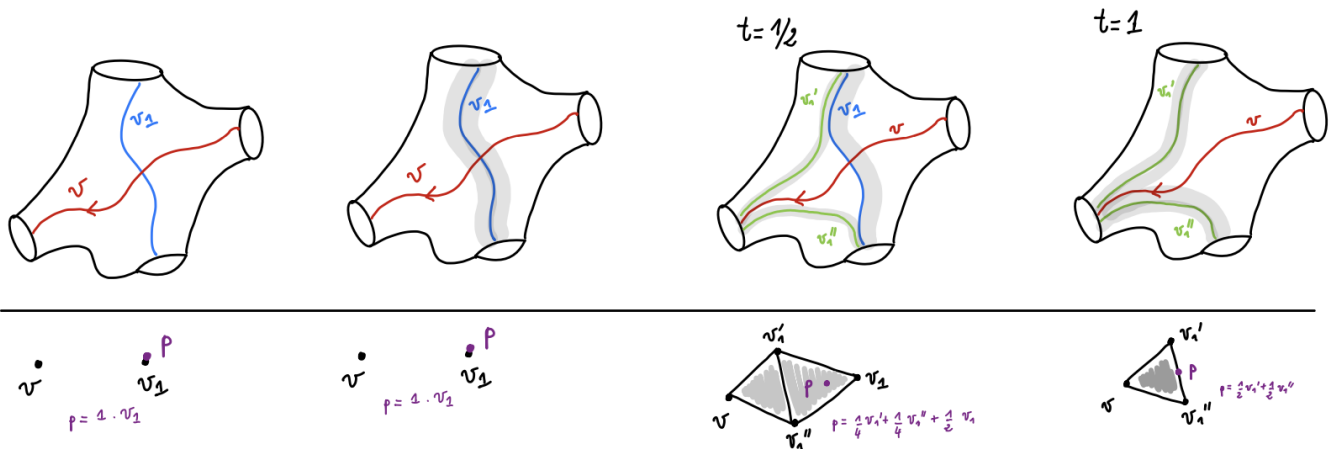 t=1/2
t=1
v₁
v
v₁
v
v₁'
v₁
v
v₁''
v₁'
v
v₁''
v
P
v₁
P = 1 · v₁
v
P
v₁
P = 1 · v₁
v₁'
P
v₁
v
v₁''
P = 1/4 v₁' + 1/4 v₁'' + 1/2 v₁
v₁'
P
v
v₁''
P = 1/2 v₁' + 1/2 v₁''